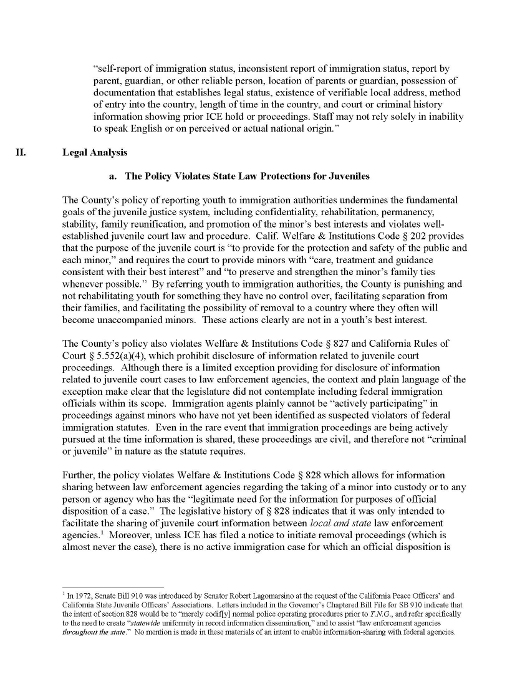 “self-report of immigration status, inconsistent report of immigration status, report by
parent, guardian, or other reliable person, location of parents or guardian, possession of
documentation that establishes legal status, existence of verifiable local address, method
of entry into the country, length of time in the country, and court or criminal history
information showing prior ICE hold or proceedings. Staff may not rely solely in inability
to speak English or on perceived or actual national origin.”
II. Legal Analysis
a. The Policy Violates State Law Protections for Juveniles
The County’s policy of reporting youth to immigration authorities undermines the fundamental
goals of the juvenile justice system, including confidentiality, rehabilitation, permanency,
stability, family reunification, and promotion of the minor’s best interests and violates well-
established juvenile court law and procedure. Calif. Welfare & Institutions Code § 202 provides
that the purpose of the juvenile court is “to provide for the protection and safety of the public and
each minor,” and requires the court to provide minors with “care, treatment and guidance
consistent with their best interest” and “to preserve and strengthen the minor’s family ties
whenever possible.” By referring youth to immigration authorities, the County is punishing and
not rehabilitating youth for something they have no control over, facilitating separation from
their families, and facilitating the possibility of removal to a country where they often will
become unaccompanied minors. These actions clearly are not in a youth’s best interest.
The County’s policy also violates Welfare & Institutions Code § 827 and California Rules of
Court § 5.552(a)(4), which prohibit disclosure of information related to juvenile court
proceedings. Although there is a limited exception providing for disclosure of information
related to juvenile court cases to law enforcement agencies, the context and plain language of the
exception make clear that the legislature did not contemplate including federal immigration
officials within its scope. Immigration agents plainly cannot be “actively participating” in
proceedings against minors who have not yet been identified as suspected violators of federal
immigration statutes. Even in the rare event that immigration proceedings are being actively
pursued at the time information is shared, these proceedings are civil, and therefore not “criminal
or juvenile” in nature as the statute requires.
Further, the policy violates Welfare & Institutions Code § 828 which allows for information
sharing between law enforcement agencies regarding the taking of a minor into custody or to any
person or agency who has the “legitimate need for the information for purposes of official
disposition of a case.” The legislative history of § 828 indicates that it was only intended to
facilitate the sharing of juvenile court information between local and state law enforcement
agencies.¹ Moreover, unless ICE has filed a notice to initiate removal proceedings (which is
almost never the case), there is no active immigration case for which an official disposition is
¹ In 1972, Senate Bill 910 was introduced by Senator Robert Lagomarsino at the request of the California Peace Officers’ and
California State Juvenile Officers’ Associations. Letters included in the Governor’s Chaptered Bill File for SB 910 indicate that
the intent of section 828 would be to “merely codif[y] normal operating procedures prior to T.N.G., and refer specifically
to the need to create “statewide uniformity in record information dissemination,” and to assist “law enforcement agencies
throughout the state.” No mention is made in these materials of an intent to enable information-sharing with federal agencies.